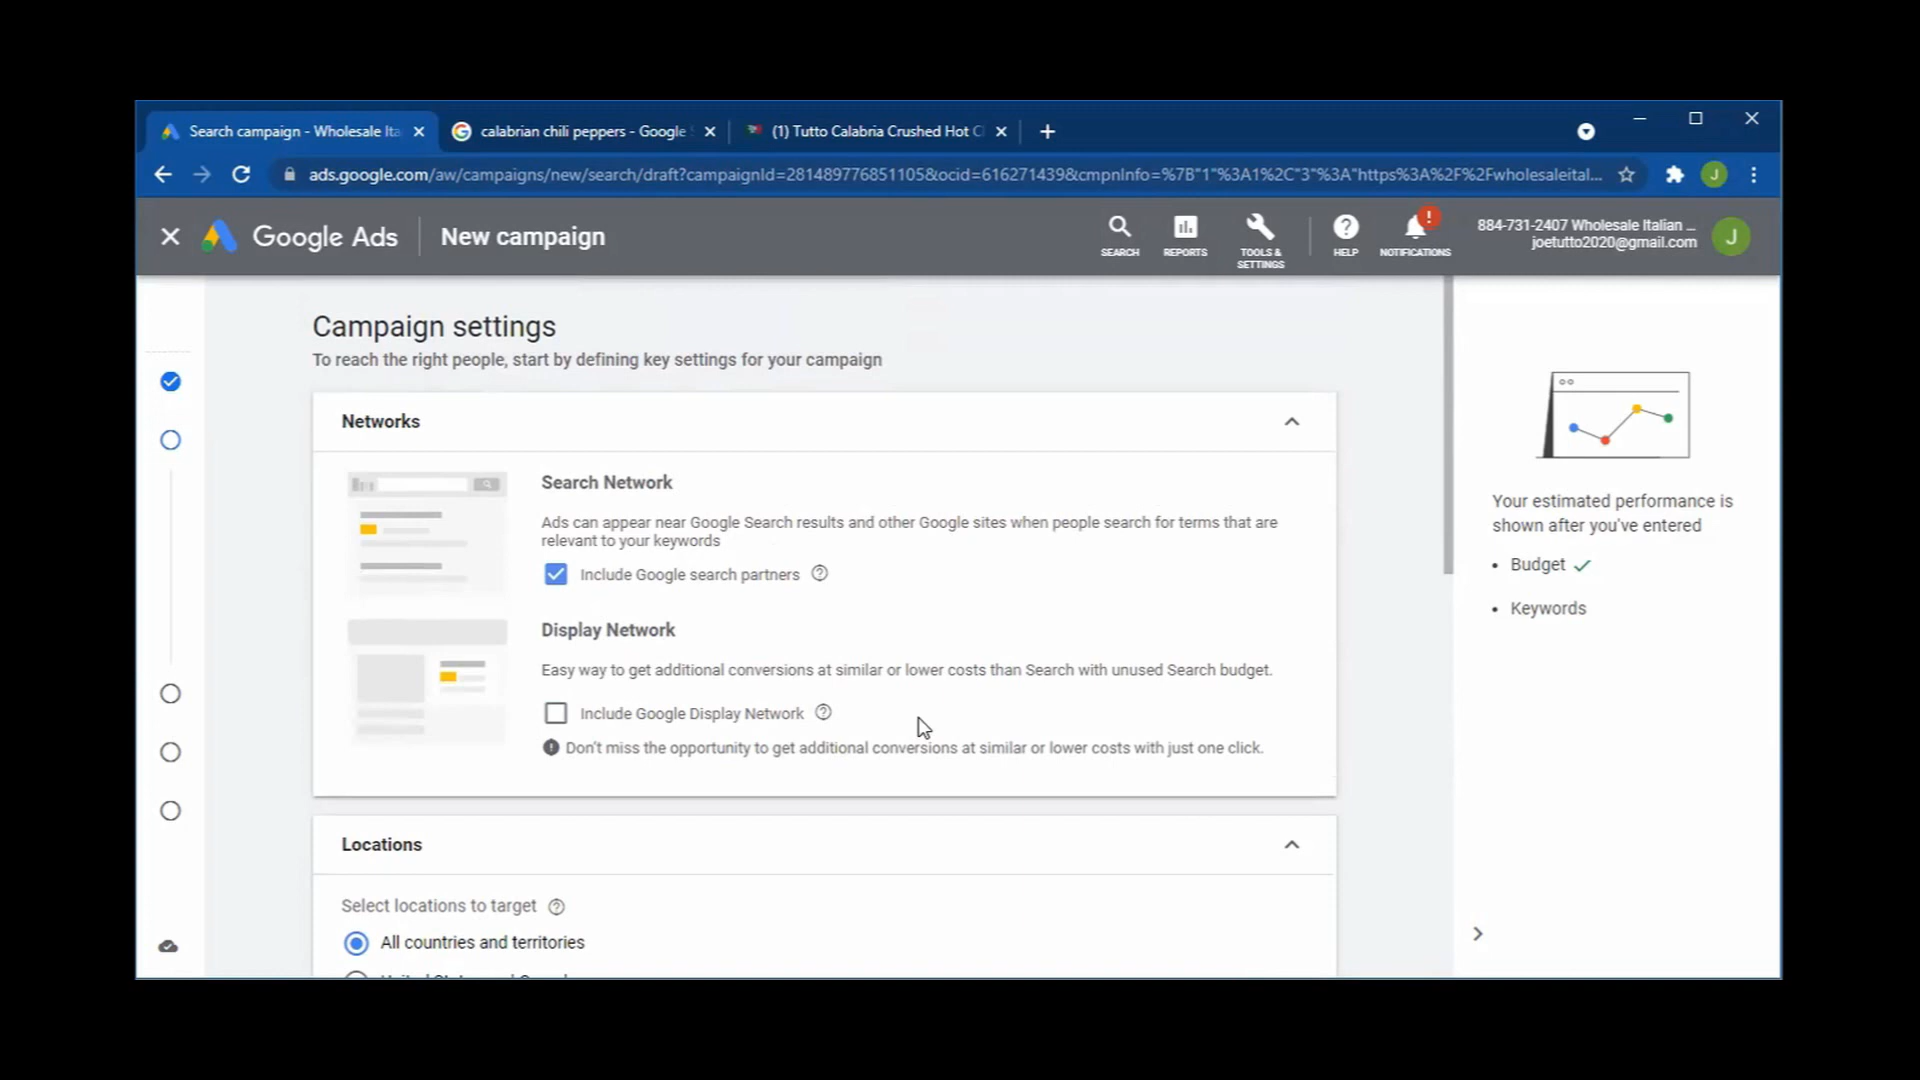 Search campaign - Wholesale Ita
calabrian chili peppers - Google
(1) Tutto Calabria Crushed Hot C
ads.google.com/aw/campaigns/new/search/draft?campaignId=281489776851105&ocid=616271439&cmpnInfo=%7B"1"%3A1%2C"3"%3A"https%3A%2F%2Fwholesaleital...
J
Google Ads
New campaign
SEARCH
REPORTS
TOOLS &
SETTINGS
HELP
NOTIFICATIONS
884-731-2407 Wholesale Italian ...
joetutto2020@gmail.com
J
Campaign settings
To reach the right people, start by defining key settings for your campaign
Networks
Search Network
Ads can appear near Google Search results and other Google sites when people search for terms that are
relevant to your keywords
Include Google search partners
Display Network
Easy way to get additional conversions at similar or lower costs than Search with unused Search budget.
Include Google Display Network
Don't miss the opportunity to get additional conversions at similar or lower costs with just one click.
Locations
Select locations to target
All countries and territories
Your estimated performance is
shown after you've entered
• Budget
• Keywords